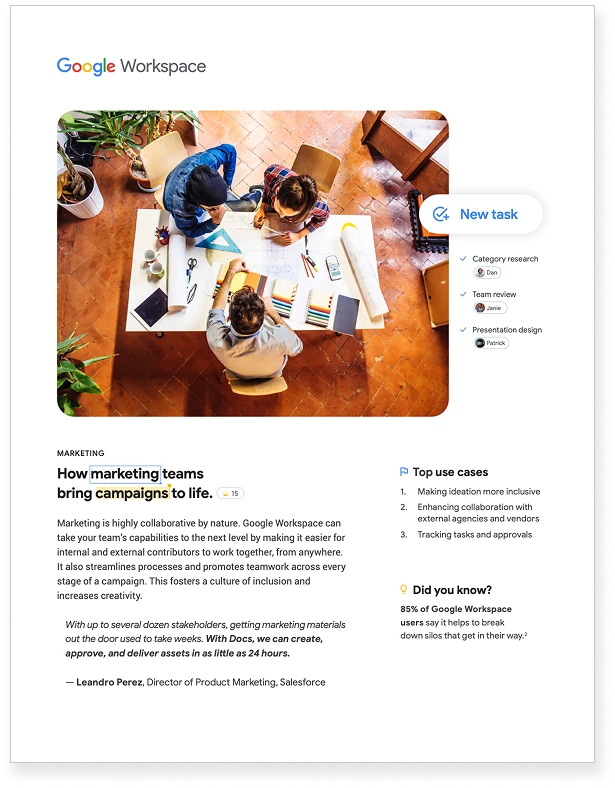 Google Workspace
New task
Category research
Dan
Team review
Janie
Presentation design
Patrick
MARKETING
How marketing teams
bring campaigns to life. 15
Marketing is highly collaborative by nature. Google Workspace can
take your team's capabilities to the next level by making it easier for
internal and external contributors to work together, from anywhere.
It also streamlines processes and promotes teamwork across every
stage of a campaign. This fosters a culture of inclusion and
increases creativity.
With up to several dozen stakeholders, getting marketing materials
out the door used to take weeks. With Docs, we can create,
approve, and deliver assets in as little as 24 hours.
— Leandro Perez, Director of Product Marketing, Salesforce
Top use cases
1. Making ideation more inclusive
2. Enhancing collaboration with
external agencies and vendors
3. Tracking tasks and approvals
Did you know?
85% of Google Workspace
users say it helps to break
down silos that get in their way.²